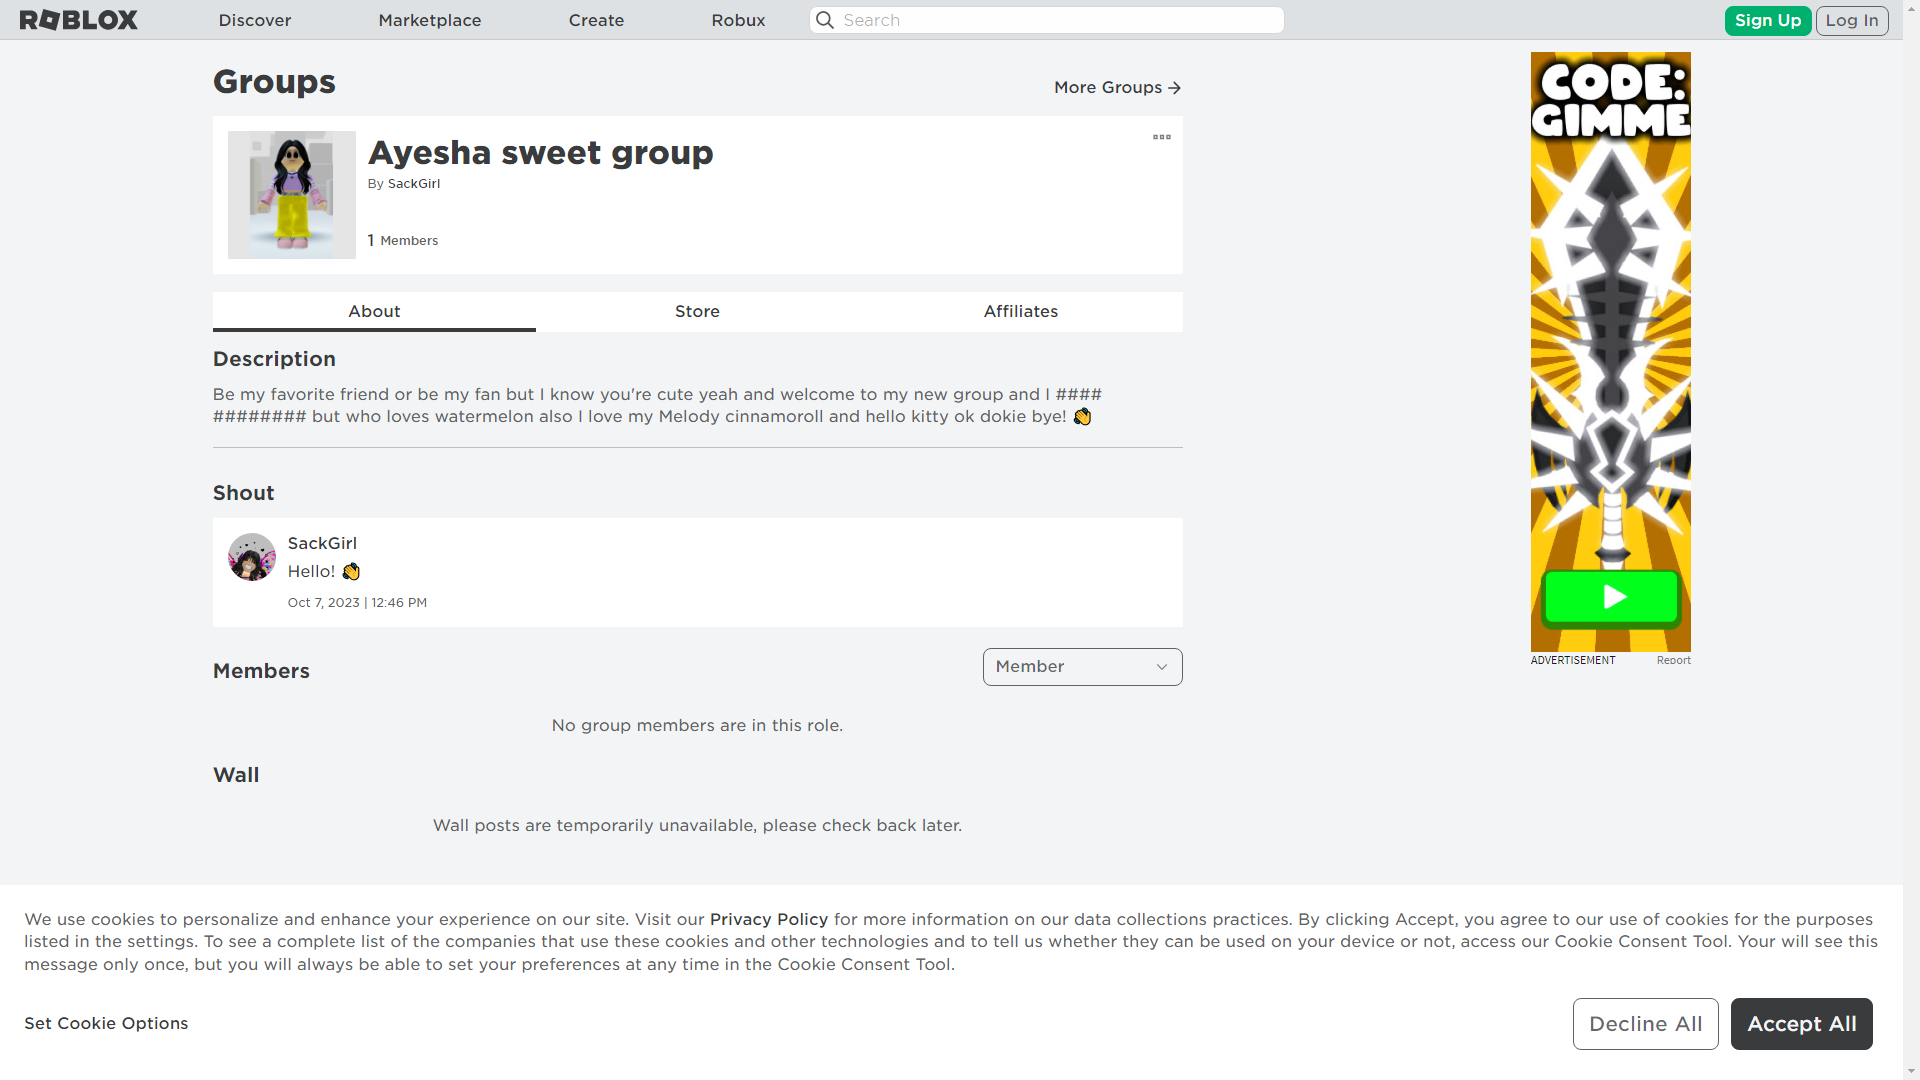 ROBLOX
Discover
Marketplace
Create
Robux
Search
Sign Up
Log In
Groups
More Groups
Ayesha sweet group
By SackGirl
1 Members
About
Store
Affiliates
Description
Be my favorite friend or be my fan but I know you're cute yeah and welcome to my new group and I ####
######## but who loves watermelon also I love my Melody cinnamoroll and hello kitty ok dokie bye! 👏
Shout
SackGirl
Hello! 👏
Oct 7, 2023 | 12:46 PM
Members
Member
No group members are in this role.
Wall
Wall posts are temporarily unavailable, please check back later.
CODE:
GIMME
ADVERTISEMENT
Report
We use cookies to personalize and enhance your experience on our site. Visit our Privacy Policy for more information on our data collections practices. By clicking Accept, you agree to our use of cookies for the purposes
listed in the settings. To see a complete list of the companies that use these cookies and other technologies and to tell us whether they can be used on your device or not, access our Cookie Consent Tool. Your will see this
message only once, but you will always be able to set your preferences at any time in the Cookie Consent Tool.
Set Cookie Options
Decline All
Accept All